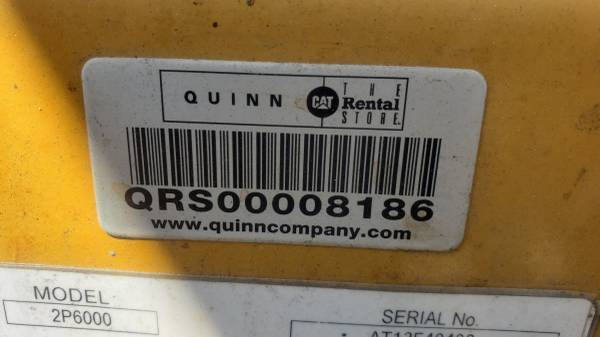 QUINN CAT THE
Rental
STORE.
QRS00008186
www.quinncompany.com
MODEL
2P6000
SERIAL No.